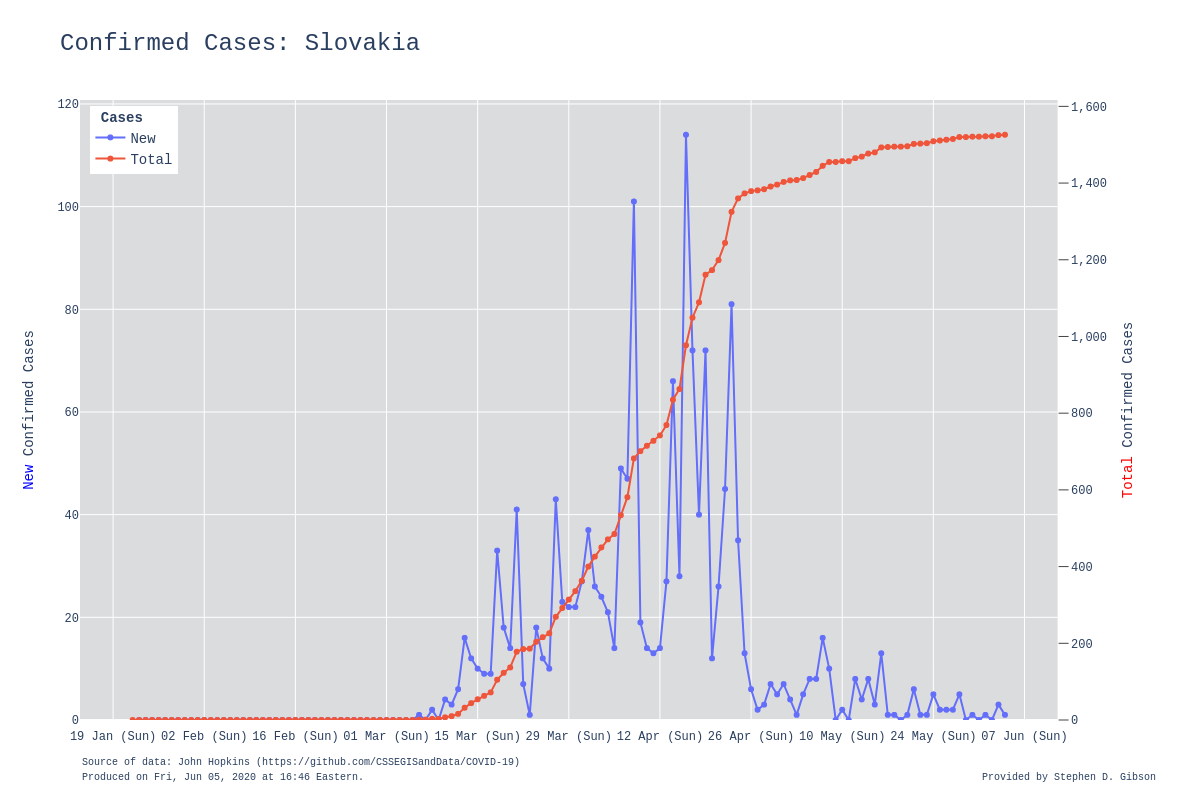 Confirmed Cases: Slovakia
Cases
New
Total
120
100
80
60
40
20
0
1,600
1,400
1,200
1,000
800
600
400
200
0
New Confirmed Cases
Total Confirmed Cases
19 Jan (Sun) 02 Feb (Sun) 16 Feb (Sun) 01 Mar (Sun) 15 Mar (Sun) 29 Mar (Sun) 12 Apr (Sun) 26 Apr (Sun) 10 May (Sun) 24 May (Sun) 07 Jun (Sun)
Source of data: John Hopkins (https://github.com/CSSEGISandData/COVID-19)
Produced on Fri, Jun 05, 2020 at 16:46 Eastern.
Provided by Stephen D. Gibson